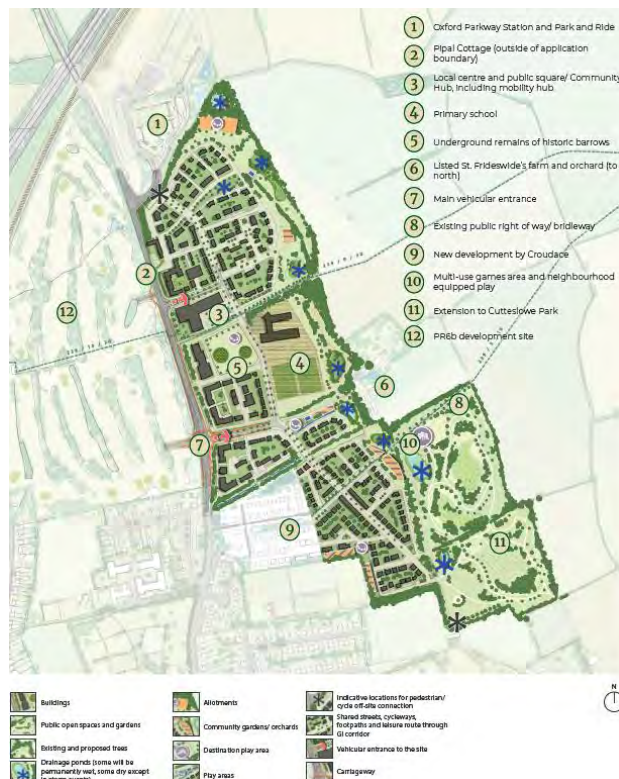 1 Oxford Parkway Station and Park and Ride
2 Pipal Cottage (outside of application
boundary)
3 Local centre and public square/ Community
Hub, including mobility hub
4 Primary school
5 Underground remains of historic barrows
6 Listed St. Frideswide's farm and orchard (to
north)
7 Main vehicular entrance
8 Existing public right of way/ bridleway
9 New development by Croudace
10 Multi-use games area and neighbourhood
equipped play
11 Extension to Cutteslowe Park
12 PR6b development site
1
2
3
12
5
4
6
7
8
10
9
11
N
Buildings
Public open spaces and gardens
Existing and proposed trees
Drainage ponds (some will be
permanently wet, some dry except
in storm events)
Allotments
Community gardens/ orchards
Destination play area
Play areas
Indicative locations for pedestrian/
cycle off-site connection
Shared streets, cycleways,
footpaths and leisure route through
GI corridor
Vehicular entrance to the site
Carriageway